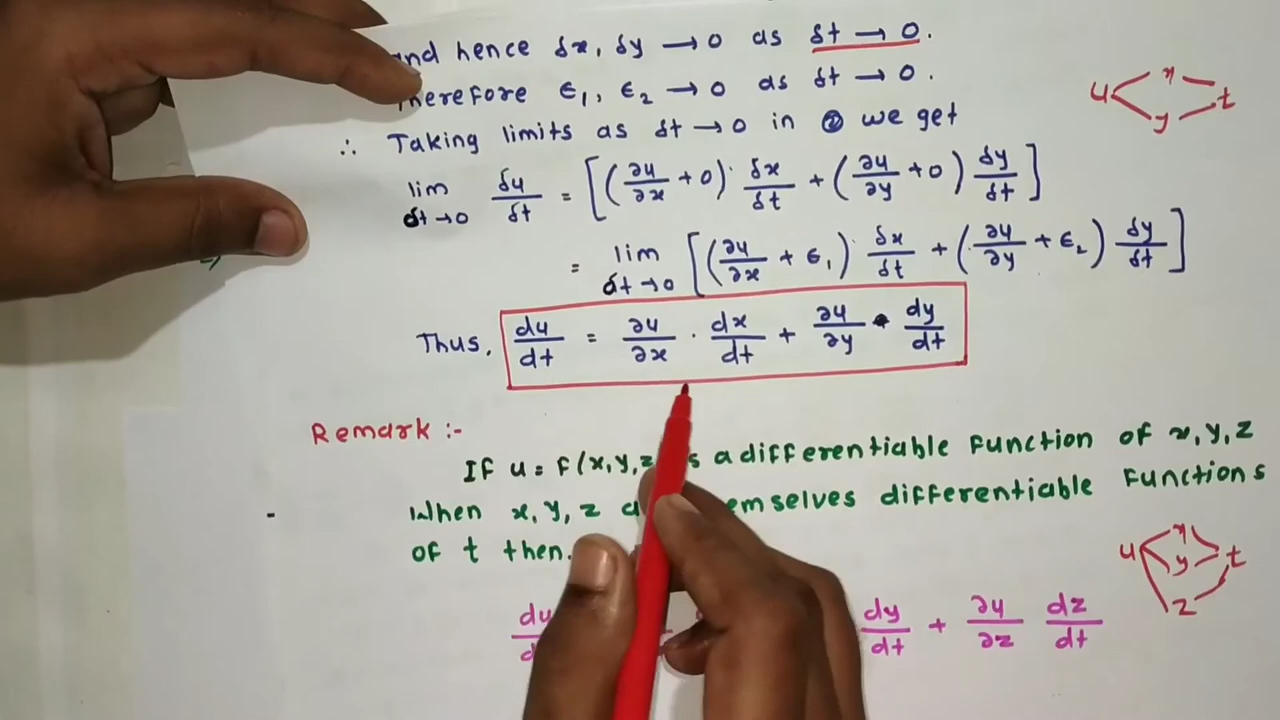 and hence δx, δy → 0 as δt → 0.
Therefore ϵ₁, ϵ₂ → 0 as δt → 0.
∴ Taking limits as δt → 0 in ② we get
lim δt→0 δu/δt = [(∂u/∂x + 0) · δx/δt + (∂u/∂y + 0) δy/δt]
= lim δt→0 [(∂u/∂x + ϵ₁) · δx/δt + (∂u/∂y + ϵ₂) δy/δt]
Thus, du/dt = ∂u/∂x · dx/dt + ∂u/∂y · dy/dt
Remark :-
If u = f(x,y,z a differentiable function of x,y,z
When x, y, z differentiable functions
of t then.
du dy/dt + ∂u/∂z dz/dt
u x y t
u x y z t